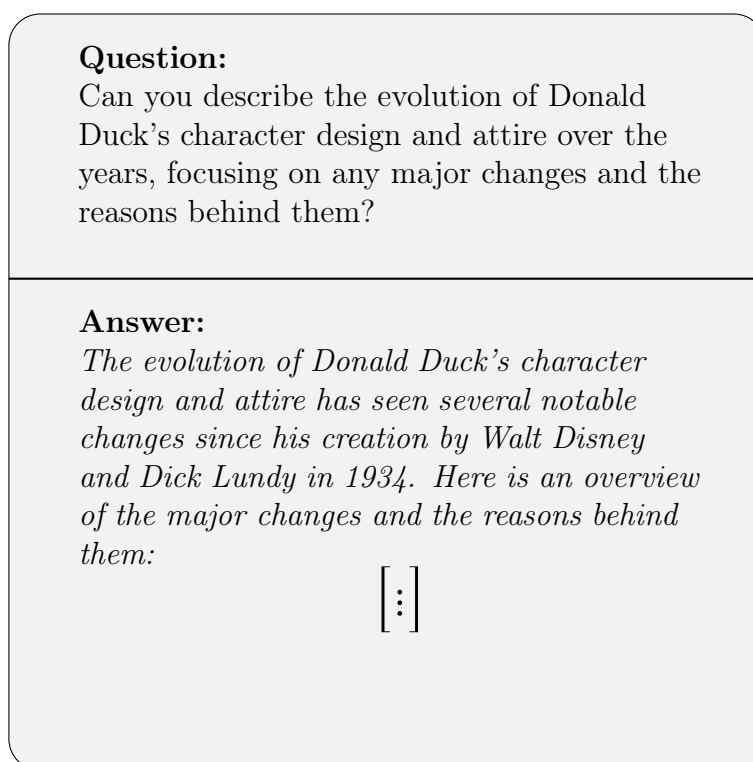 Question:
Can you describe the evolution of Donald
Duck's character design and attire over the
years, focusing on any major changes and the
reasons behind them?
Answer:
The evolution of Donald Duck's character
design and attire has seen several notable
changes since his creation by Walt Disney
and Dick Lundy in 1934. Here is an overview
of the major changes and the reasons behind
them:
[⋮]